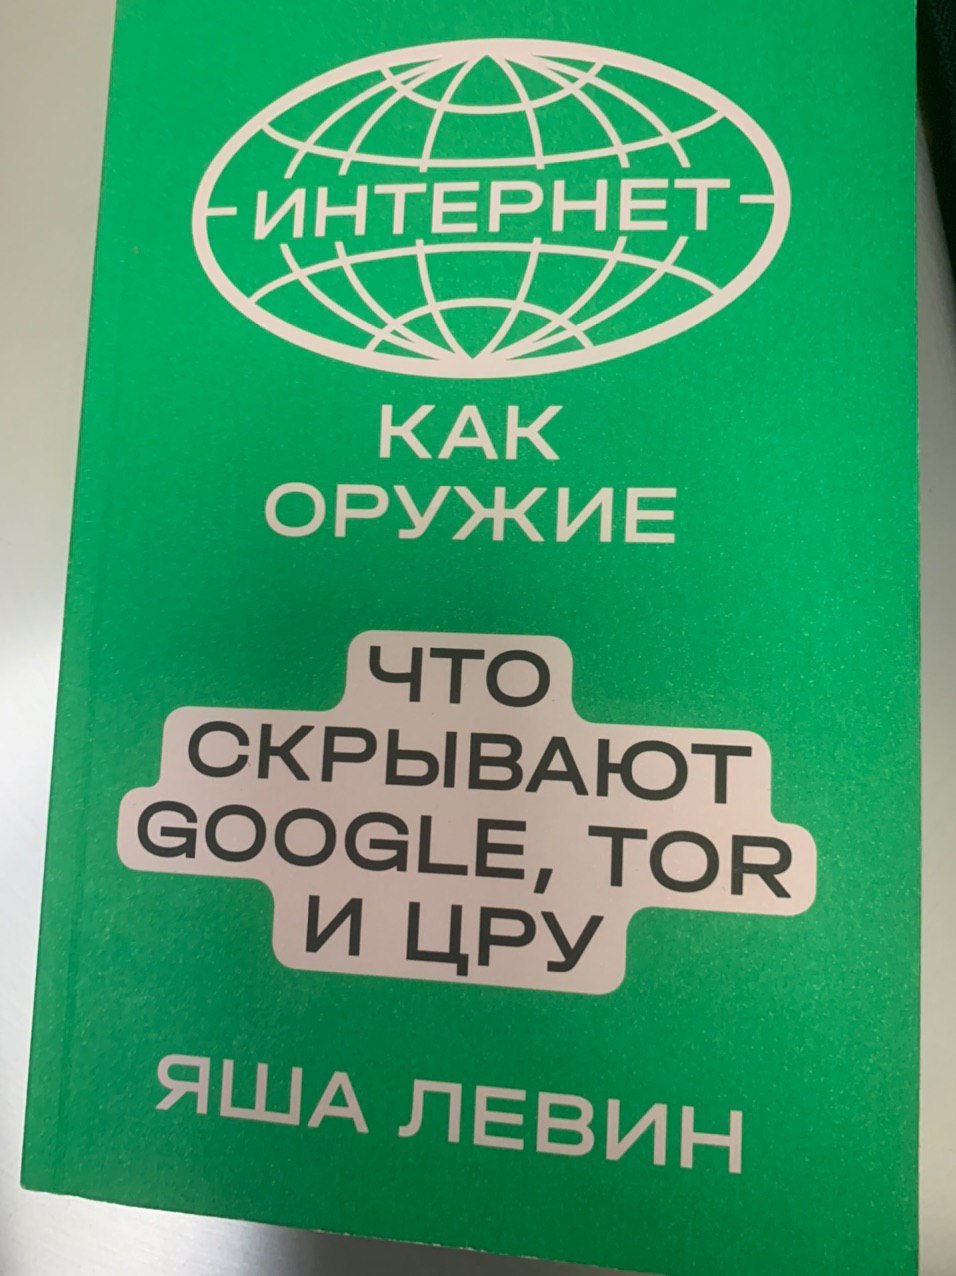 ИНТЕРНЕТ
КАК
ОРУЖИЕ
ЧТО
СКРЫВАЮТ
GOOGLE, TOR
И ЦРУ
ЯША ЛЕВИН